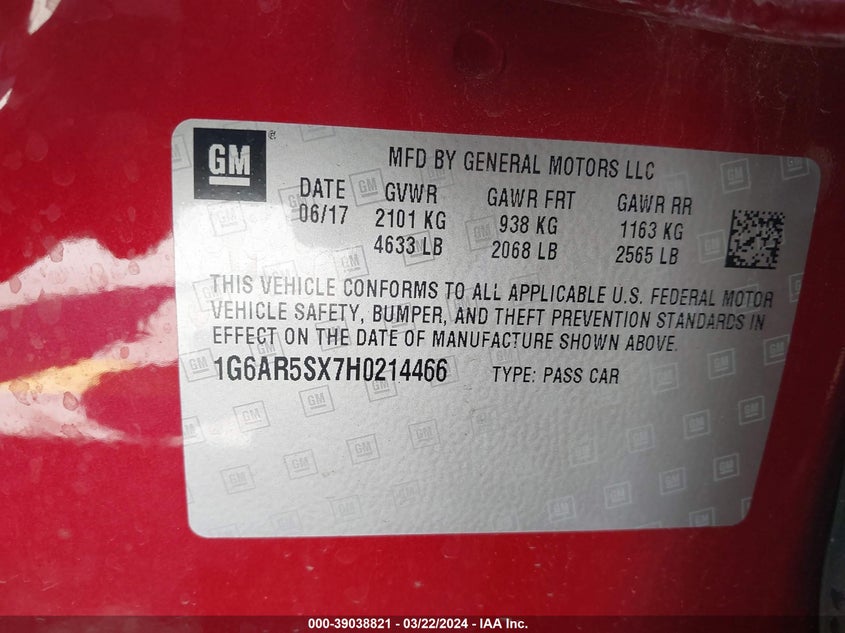 GM
MFD BY GENERAL MOTORS LLC
DATE GVWR GAWR FRT GAWR RR
06/17 2101 KG 938 KG 1163 KG
4633 LB 2068 LB 2565 LB
THIS VEHICLE CONFORMS TO ALL APPLICABLE U.S. FEDERAL MOTOR
VEHICLE SAFETY, BUMPER, AND THEFT PREVENTION STANDARDS IN
EFFECT ON THE DATE OF MANUFACTURE SHOWN ABOVE.
1G6AR5SX7H0214466 TYPE: PASS CAR
000-39038821 - 03/22/2024 - IAA Inc.